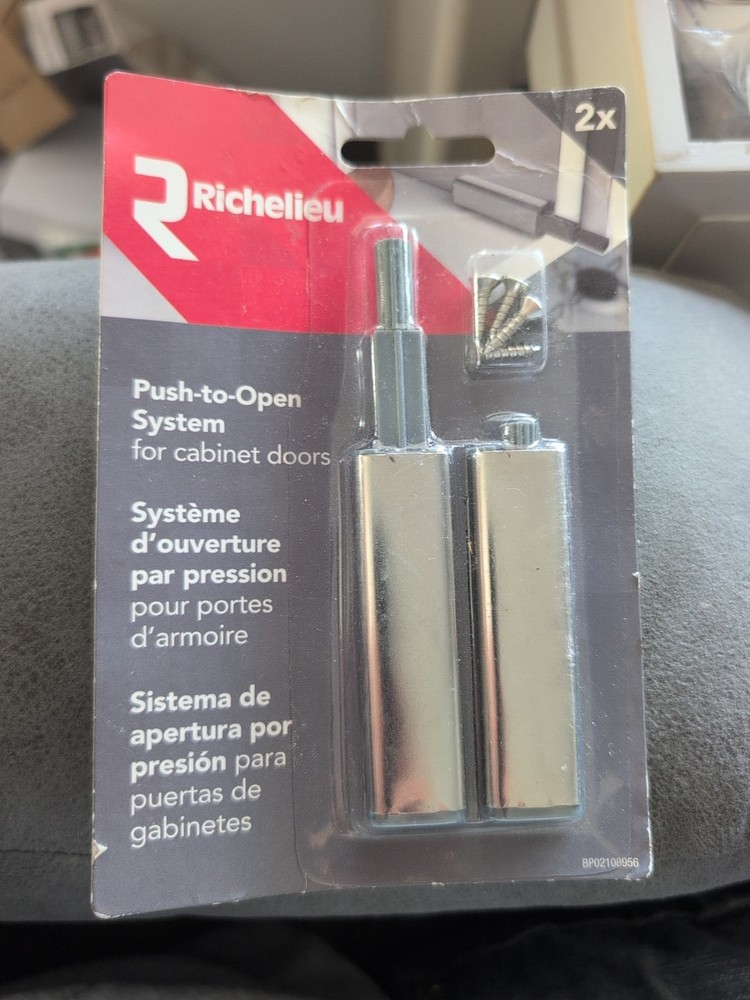 2x
Richelieu
Push-to-Open
System
for cabinet doors
Système
d'ouverture
par pression
pour portes
d'armoire
Sistema de
apertura por
presión para
puertas de
gabinetes
BP02108956